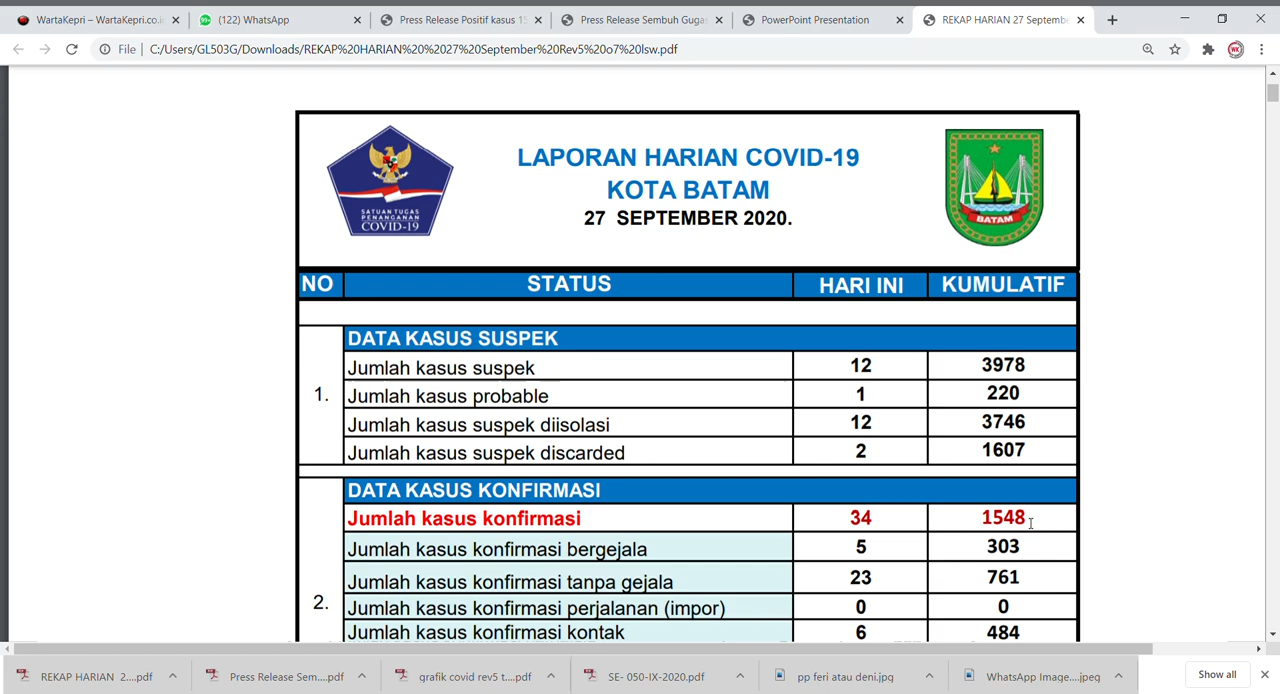 WartaKepri – WartaKepri.co.i
(122) WhatsApp
Press Release Positif kasus 15
Press Release Sembuh Gugas
PowerPoint Presentation
REKAP HARIAN 27 Septembe
File | C:/Users/GL503G/Downloads/REKAP%20HARIAN%20%2027%20September%20Rev5%20o7%20lsw.pdf
SATUAN TUGAS
PENANGANAN
COVID-19
LAPORAN HARIAN COVID-19
KOTA BATAM
27 SEPTEMBER 2020.
BATAM
NO STATUS HARI INI KUMULATIF
DATA KASUS SUSPEK
1.
Jumlah kasus suspek 12 3978
Jumlah kasus probable 1 220
Jumlah kasus suspek diisolasi 12 3746
Jumlah kasus suspek discarded 2 1607
DATA KASUS KONFIRMASI
2.
Jumlah kasus konfirmasi 34 1548
Jumlah kasus konfirmasi bergejala 5 303
Jumlah kasus konfirmasi tanpa gejala 23 761
Jumlah kasus konfirmasi perjalanan (impor) 0 0
Jumlah kasus konfirmasi kontak 6 484
REKAP HARIAN 2....pdf
Press Release Sem....pdf
grafik covid rev5 t....pdf
SE- 050-IX-2020.pdf
pp feri atau deni.jpg
WhatsApp Image....jpeg
Show all